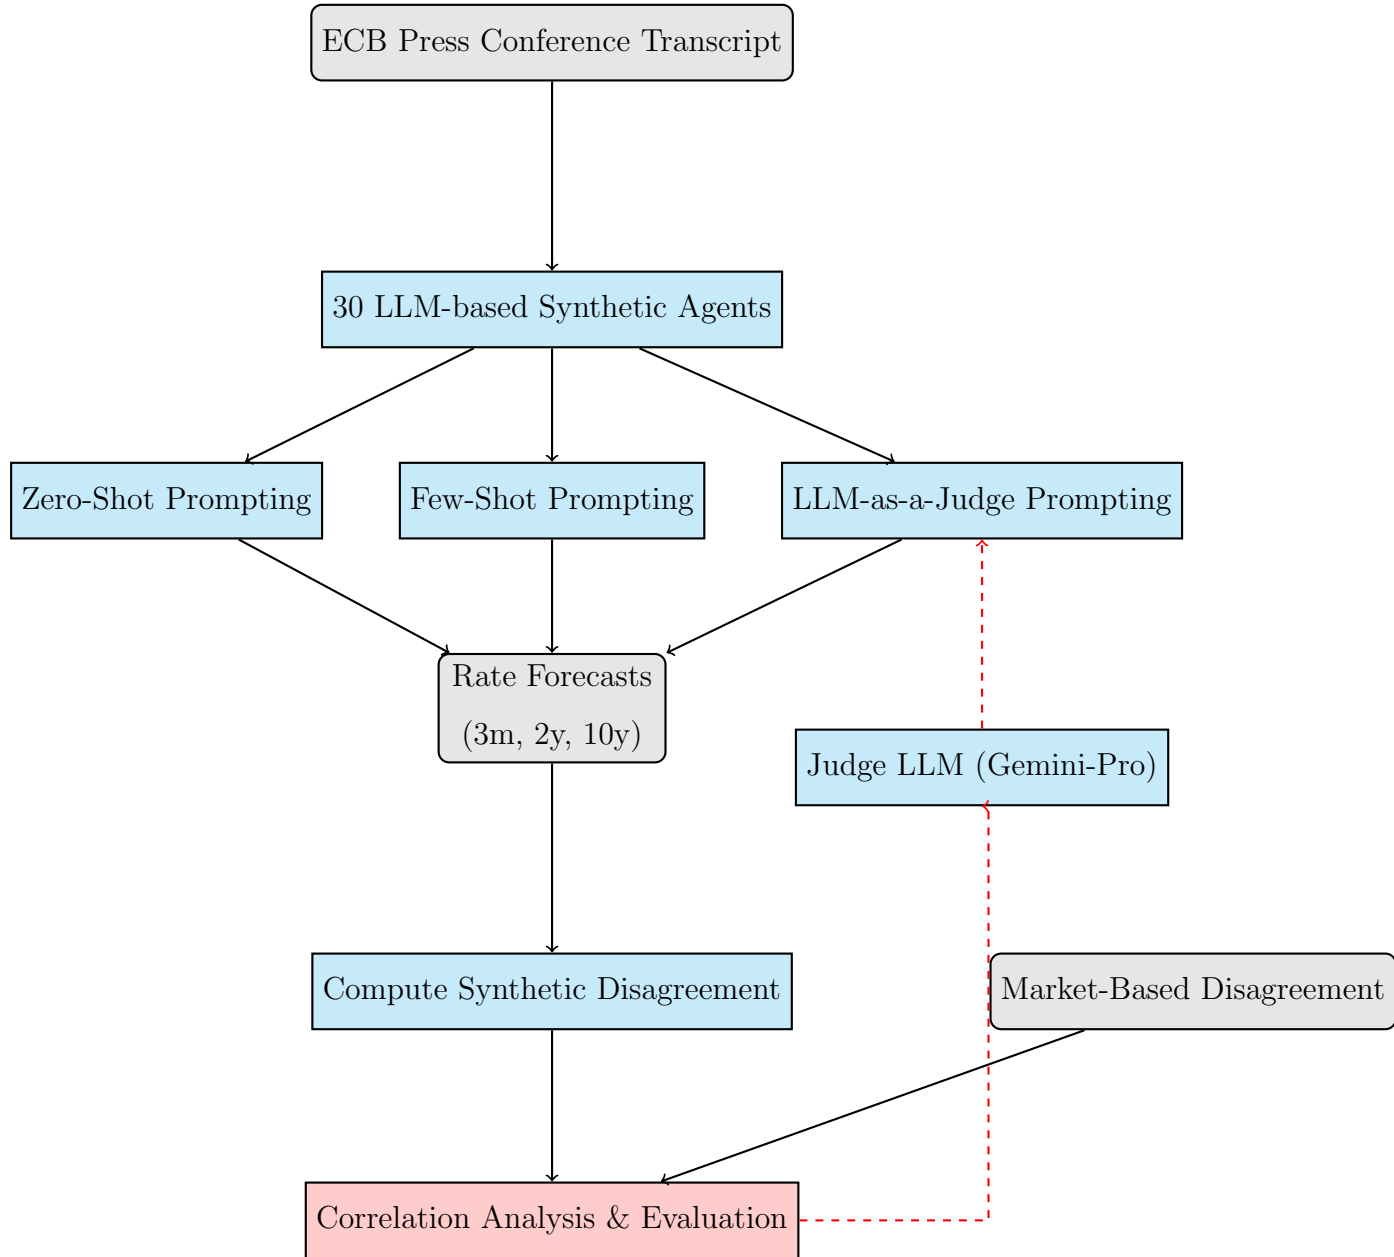 ECB Press Conference Transcript
30 LLM-based Synthetic Agents
Zero-Shot Prompting
Few-Shot Prompting
LLM-as-a-Judge Prompting
Rate Forecasts
(3m, 2y, 10y)
Judge LLM (Gemini-Pro)
Compute Synthetic Disagreement
Market-Based Disagreement
Correlation Analysis & Evaluation